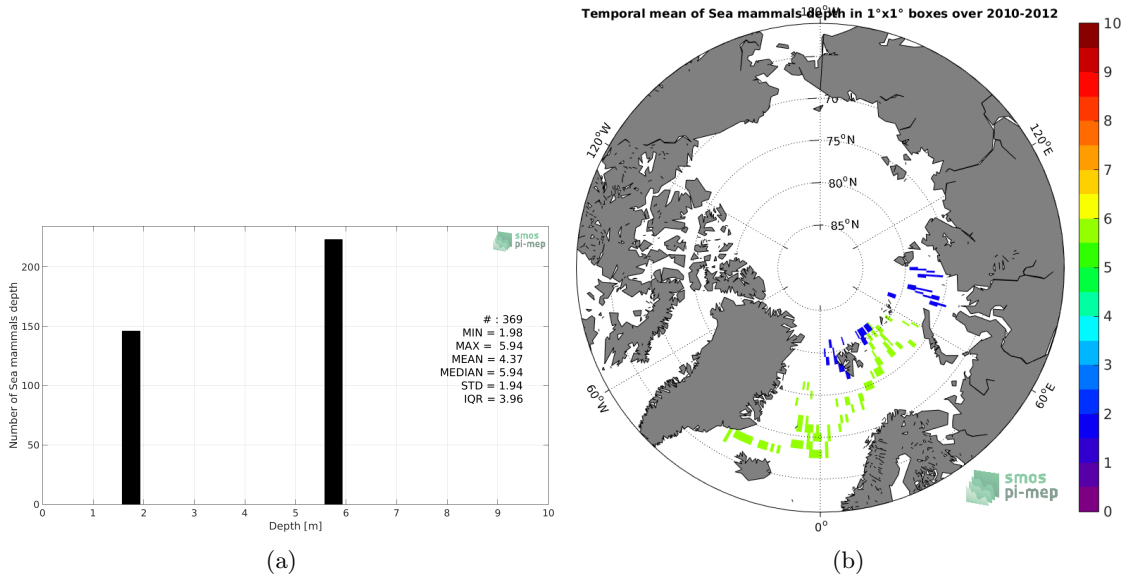 Number of Sea mammals depth
200
150
100
50
0
0 1 2 3 4 5 6 7 8 9 10
Depth [m]
smos
pi-mep
# : 369
MIN = 1.98
MAX = 5.94
MEAN = 4.37
MEDIAN = 5.94
STD = 1.94
IQR = 3.96
(a)
Temporal mean of Sea mammals depth in 1°x1° boxes over 2010-2012
180°W
70°N
75°N
80°N
85°N
120°W
120°E
60°W
60°E
0°
smos
pi-mep
10
9
8
7
6
5
4
3
2
1
0
(b)